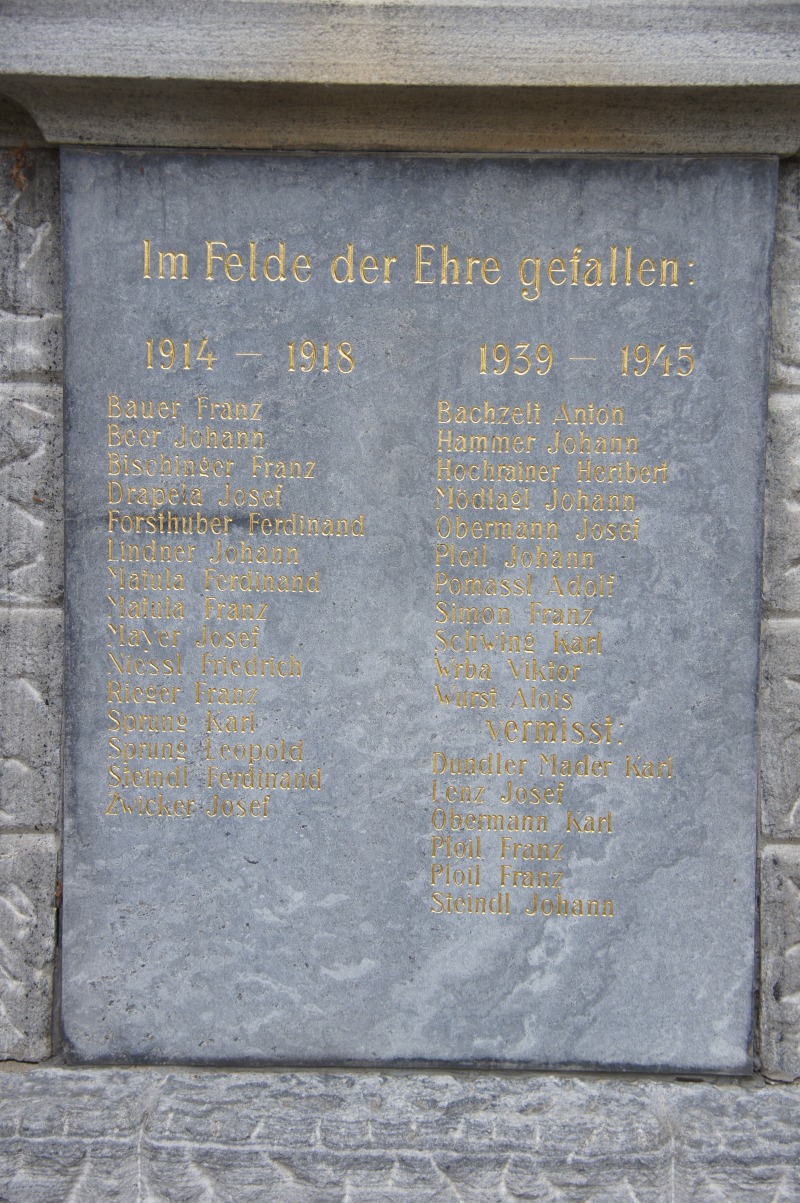 Im Felde der Ehre gefallen:
1914 – 1918
Bauer Franz
Beer Johann
Bischinger Franz
Drapela Josef
Forsthuber Ferdinand
Lindner Johann
Matula Ferdinand
Matula Franz
Mayer Josef
Niessl Friedrich
Rieger Franz
Sprung Karl
Sprung Leopold
Steindl Ferdinand
Zwicker Josef
1939 – 1945
Bachzelt Anton
Hammer Johann
Hochrainer Heribert
Mödlagl Johann
Obermann Josef
Ploil Johann
Pomassl Adolf
Simon Franz
Schwing Karl
Wrba Viktor
Wurst Alois
vermisst:
Dundler Mader Karl
Lenz Josef
Obermann Karl
Ploil Franz
Ploil Franz
Steindl Johann